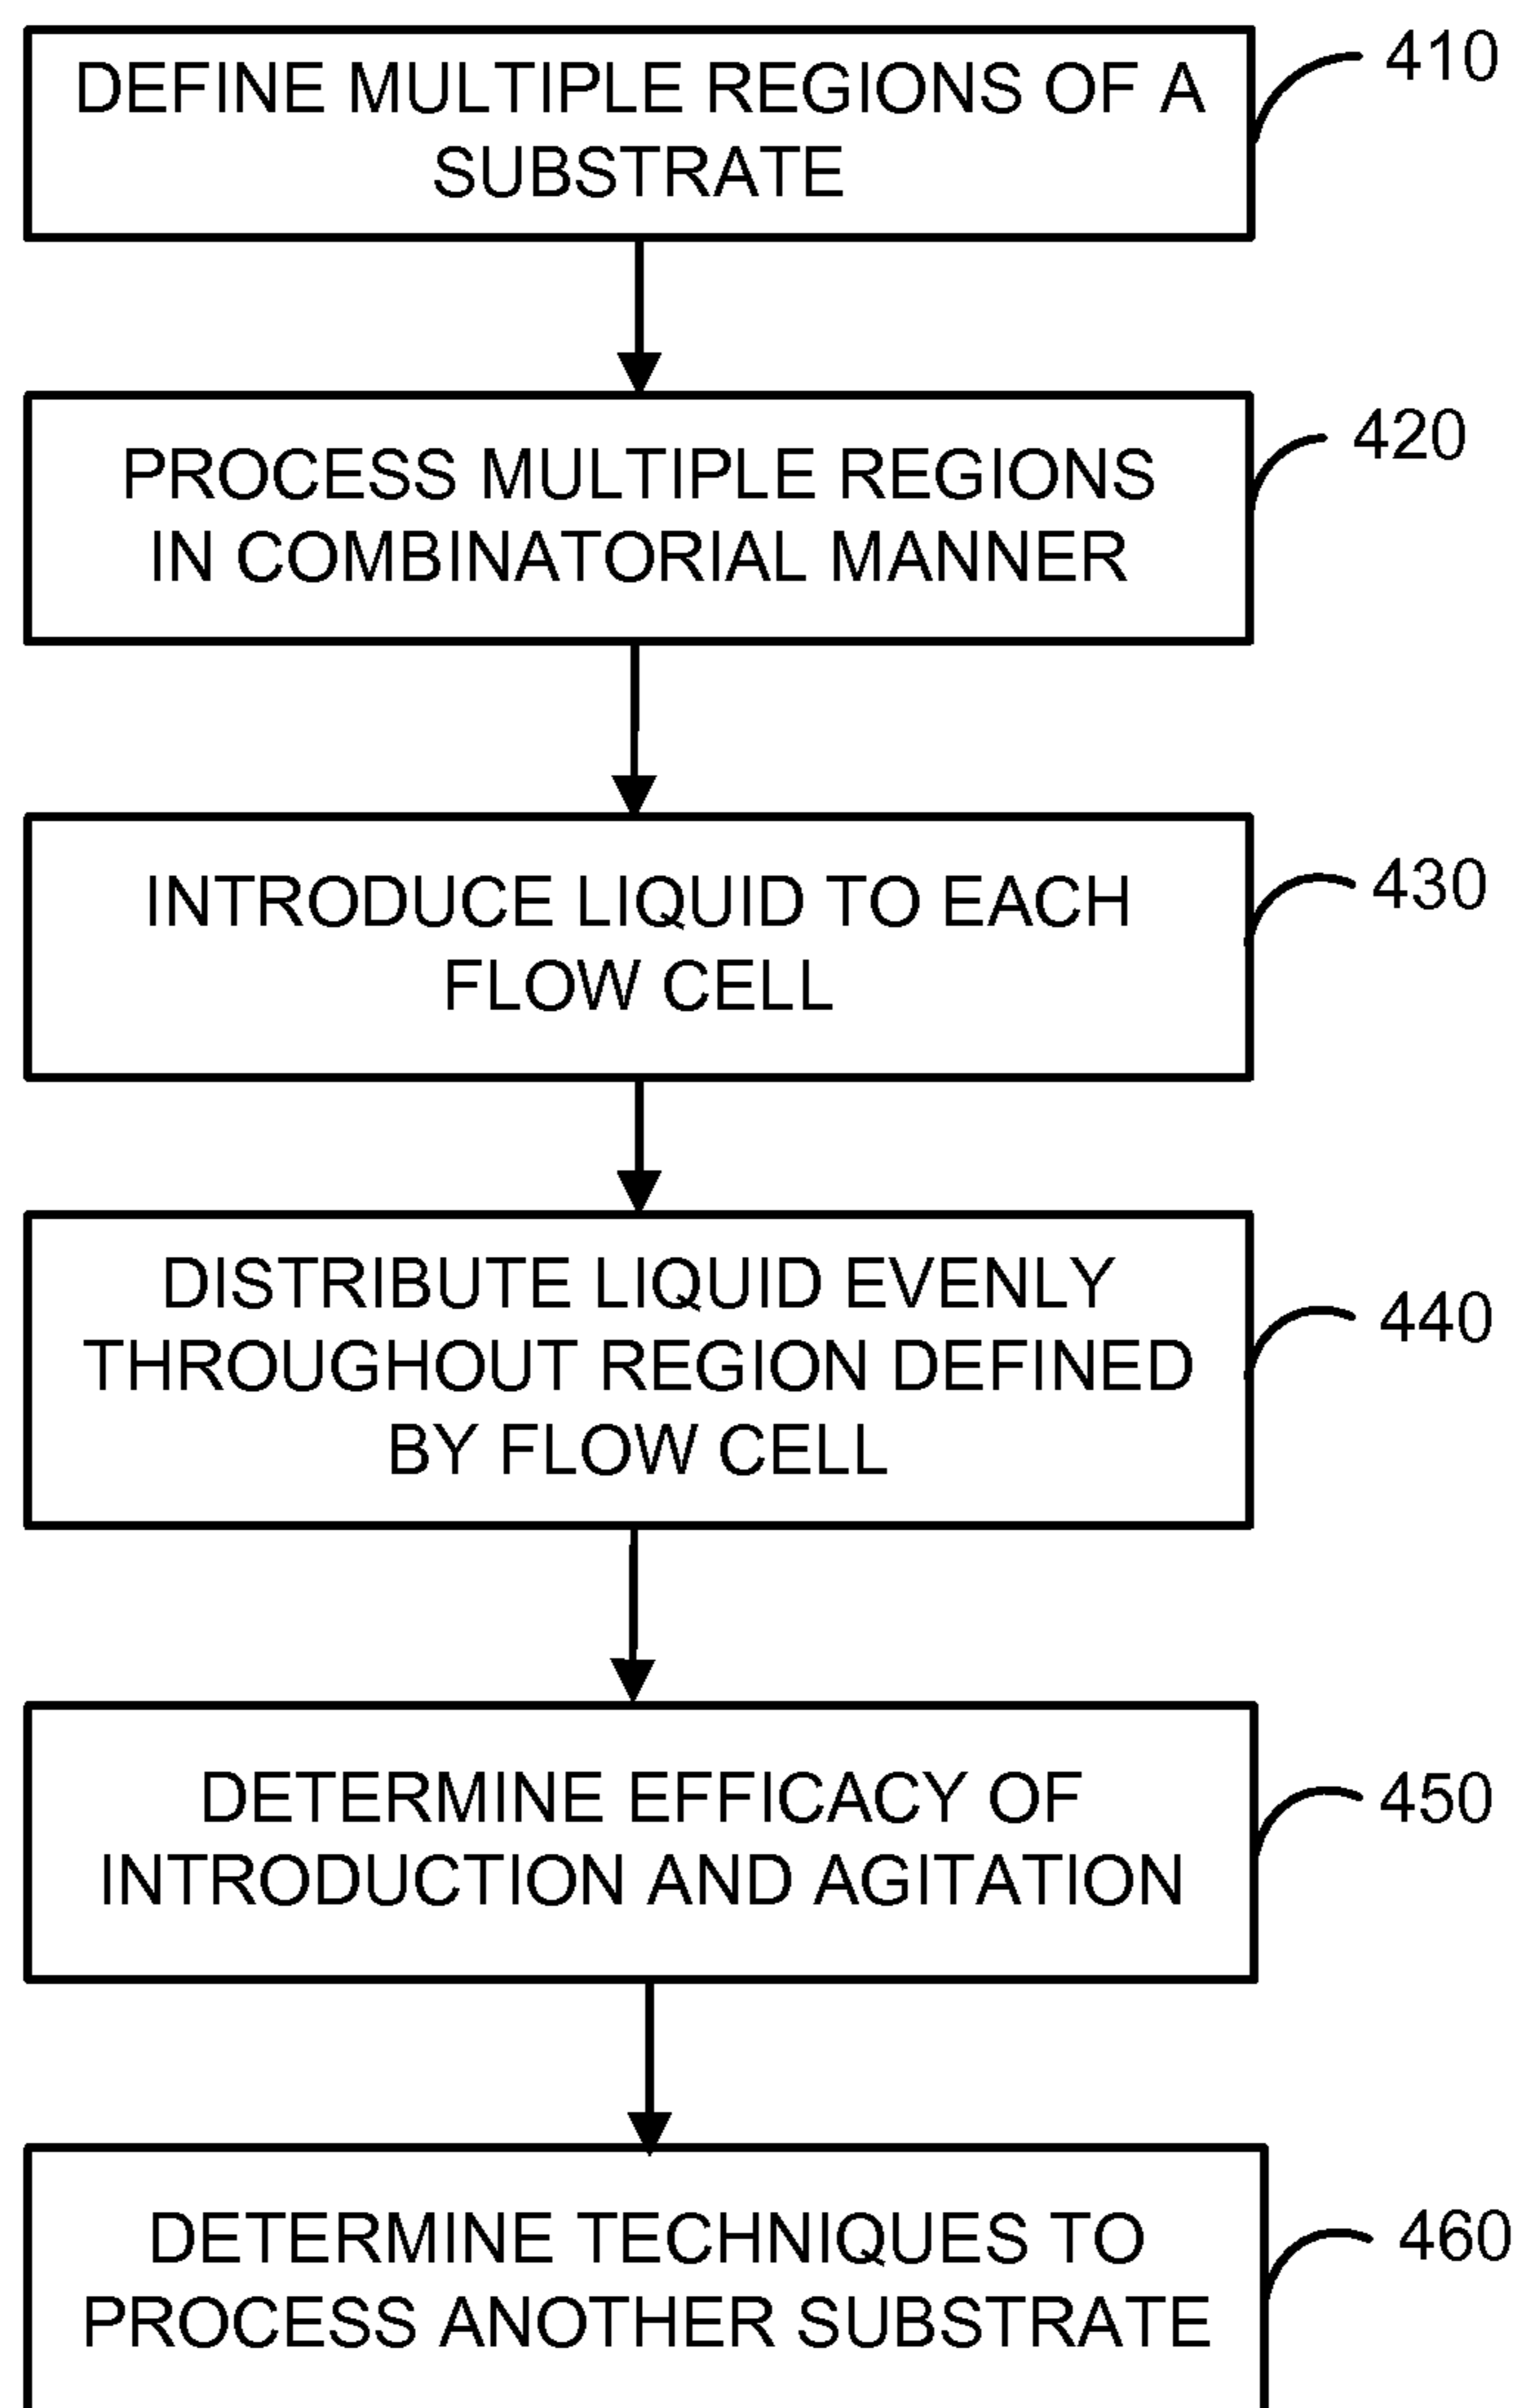 DEFINE MULTIPLE REGIONS OF A
SUBSTRATE
410
PROCESS MULTIPLE REGIONS
IN COMBINATORIAL MANNER
420
INTRODUCE LIQUID TO EACH
FLOW CELL
430
DISTRIBUTE LIQUID EVENLY
THROUGHOUT REGION DEFINED
BY FLOW CELL
440
DETERMINE EFFICACY OF
INTRODUCTION AND AGITATION
450
DETERMINE TECHNIQUES TO
PROCESS ANOTHER SUBSTRATE
460